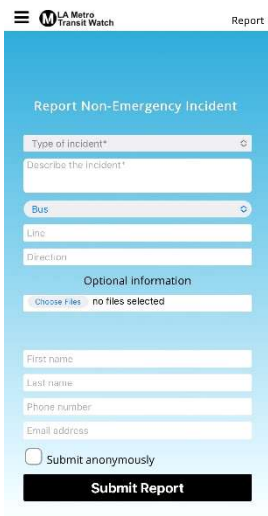 LA Metro
Transit Watch
Report
Report Non-Emergency Incident
Type of incident*
Describe the incident*
Bus
Line
Direction
Optional information
Choose Files no files selected
First name
Last name
Phone number
Email address
Submit anonymously
Submit Report